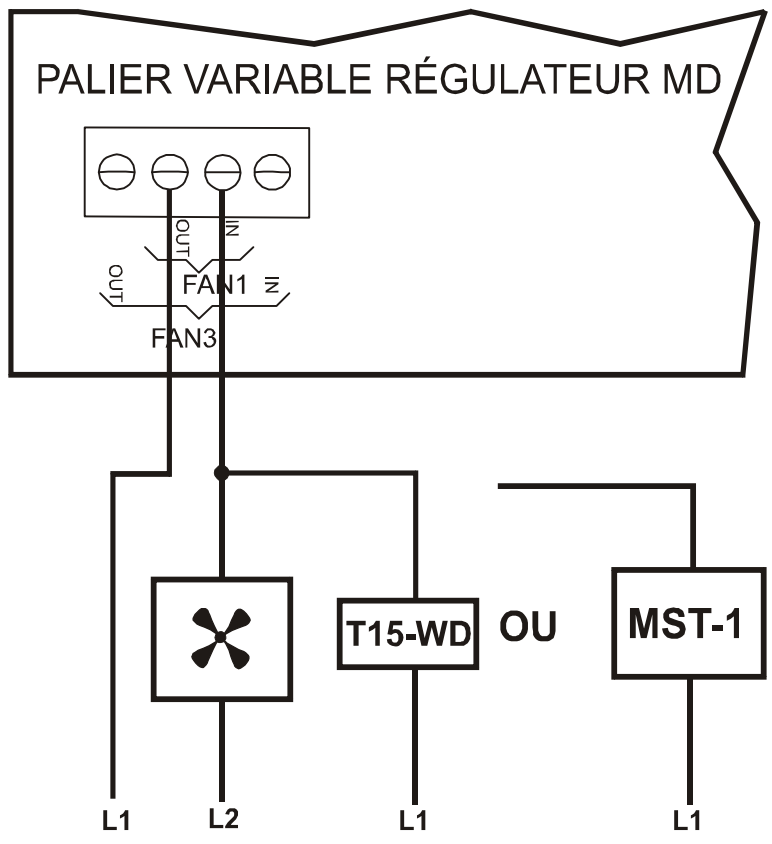 PALIER VARIABLE RÉGULATEUR MD
OUT
IN
FAN1
OUT
IN
FAN3
T15-WD
OU
MST-1
L1
L2
L1
L1